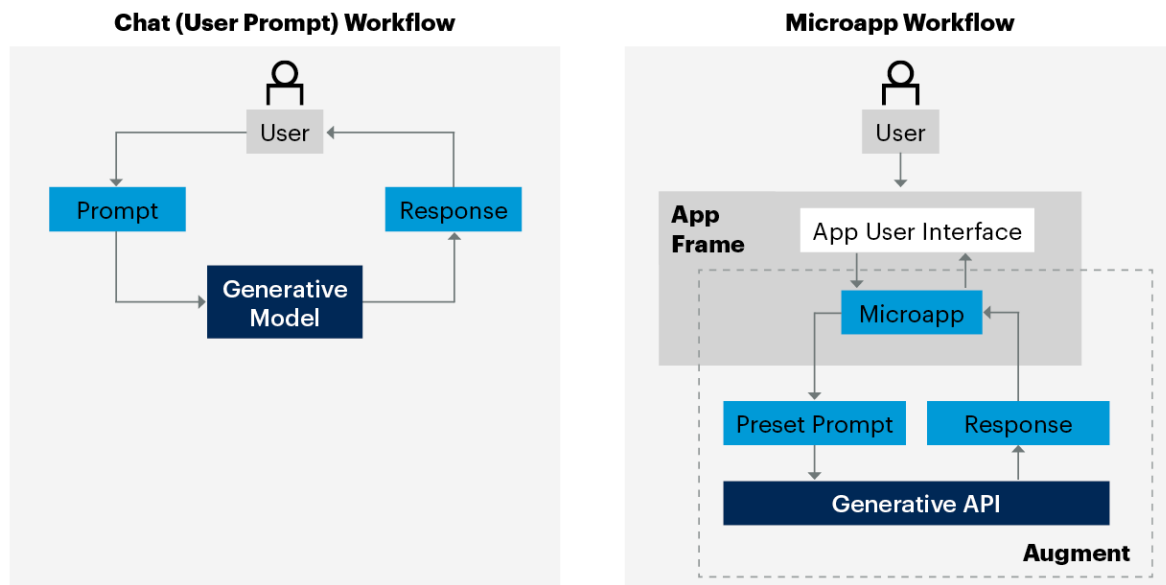 Chat (User Prompt) Workflow
User
Prompt
Response
Generative
Model
Microapp Workflow
User
App
Frame
App User Interface
Microapp
Preset Prompt
Response
Generative API
Augment